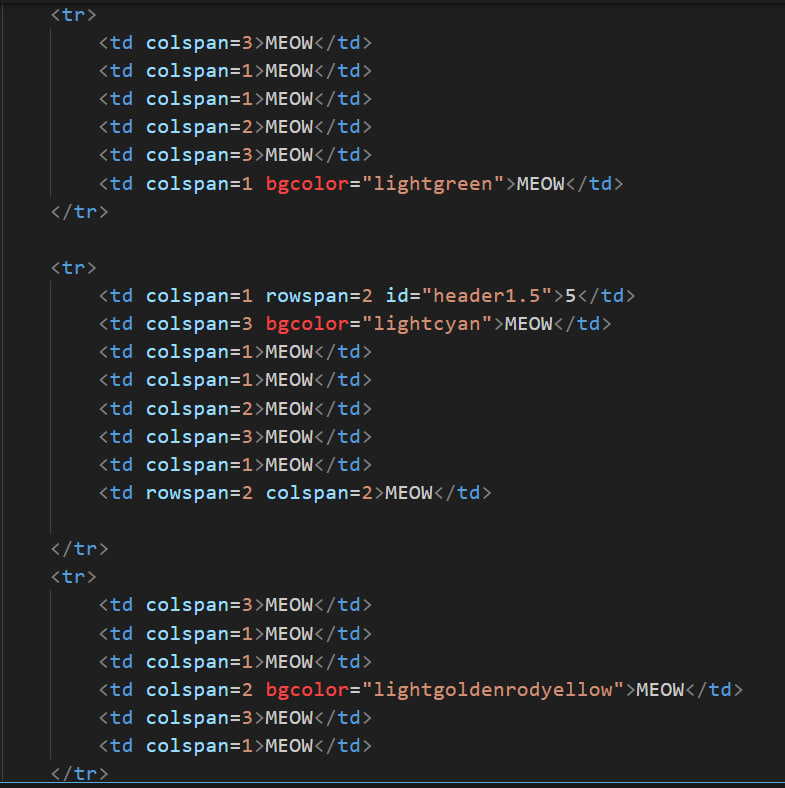 <tr>
<td colspan=3>MEOW</td>
<td colspan=1>MEOW</td>
<td colspan=1>MEOW</td>
<td colspan=2>MEOW</td>
<td colspan=3>MEOW</td>
<td colspan=1 bgcolor="lightgreen">MEOW</td>
</tr>
<tr>
<td colspan=1 rowspan=2 id="header1.5">5</td>
<td colspan=3 bgcolor="lightcyan">MEOW</td>
<td colspan=1>MEOW</td>
<td colspan=1>MEOW</td>
<td colspan=2>MEOW</td>
<td colspan=3>MEOW</td>
<td colspan=1>MEOW</td>
<td rowspan=2 colspan=2>MEOW</td>
</tr>
<tr>
<td colspan=3>MEOW</td>
<td colspan=1>MEOW</td>
<td colspan=1>MEOW</td>
<td colspan=2 bgcolor="lightgoldenrodyellow">MEOW</td>
<td colspan=3>MEOW</td>
<td colspan=1>MEOW</td>
</tr>